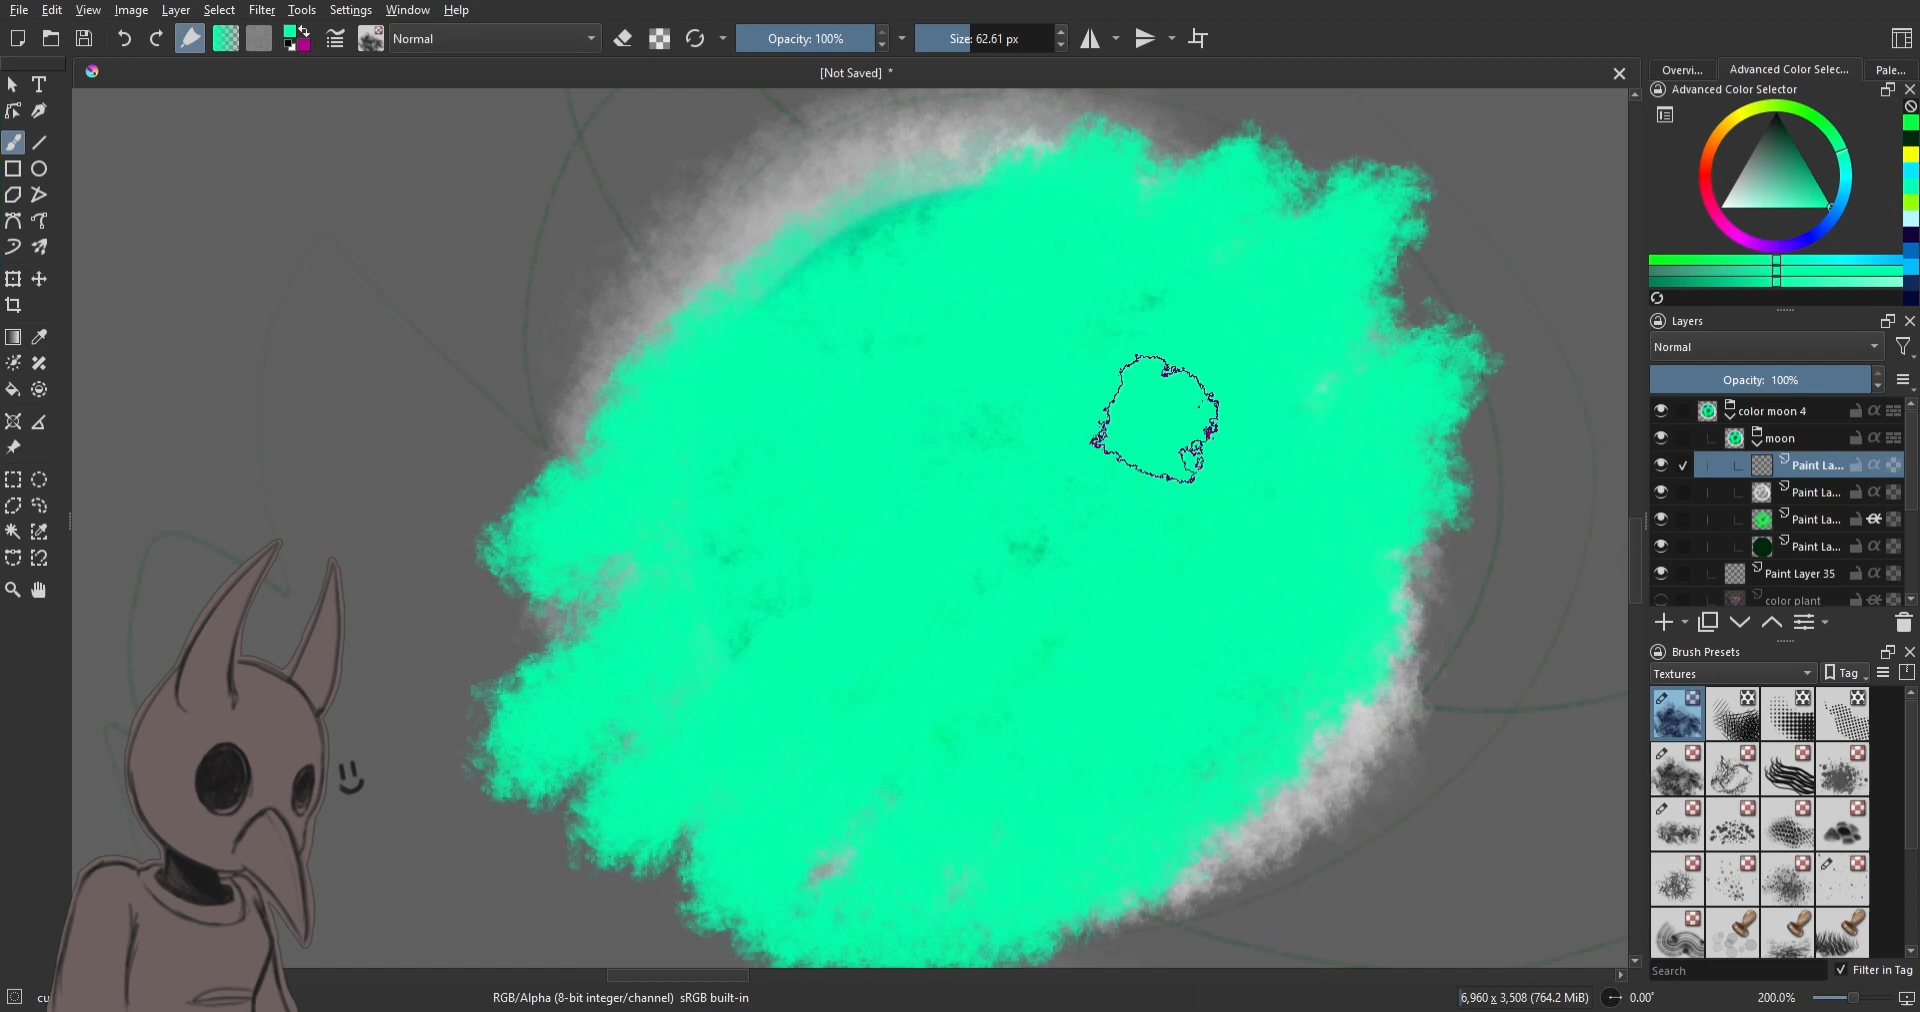 File Edit View Image Layer Select Filter Tools Settings Window Help
Normal
Opacity: 100%
Size: 62.61 px
[Not Saved] *
Overvi...
Advanced Color Selec...
Pale...
Advanced Color Selector
Layers
Normal
Opacity: 100%
color moon 4
moon
Paint La...
Paint La...
Paint La...
Paint La...
Paint Layer 35
color plant
Brush Presets
Textures
Tag
Search
Filter in Tag
cu
RGB/Alpha (8-bit integer/channel) sRGB built-in
6,960 x 3,508 (764.2 MiB)
0.00°
200.0%